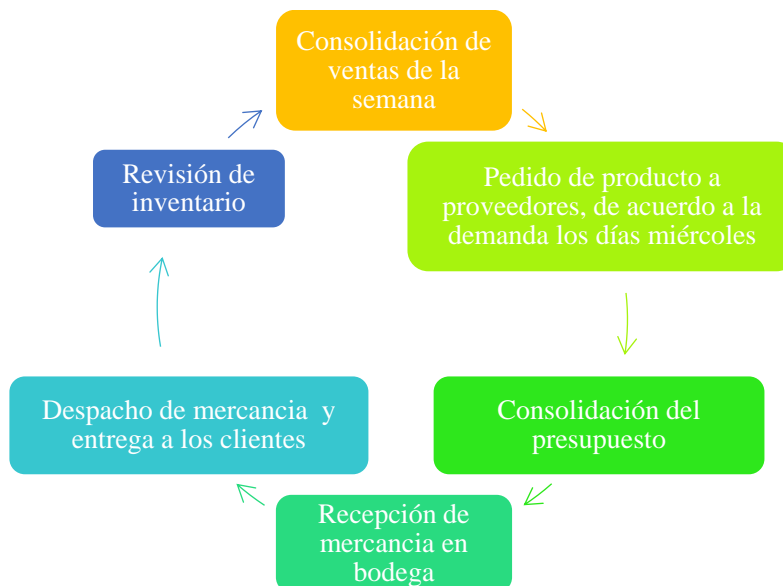 Consolidación de
ventas de la
semana
Pedido de producto a
proveedores, de acuerdo a la
demanda los días miércoles
Consolidación del
presupuesto
Recepción de
mercancia en
bodega
Despacho de mercancia y
entrega a los clientes
Revisión de
inventario